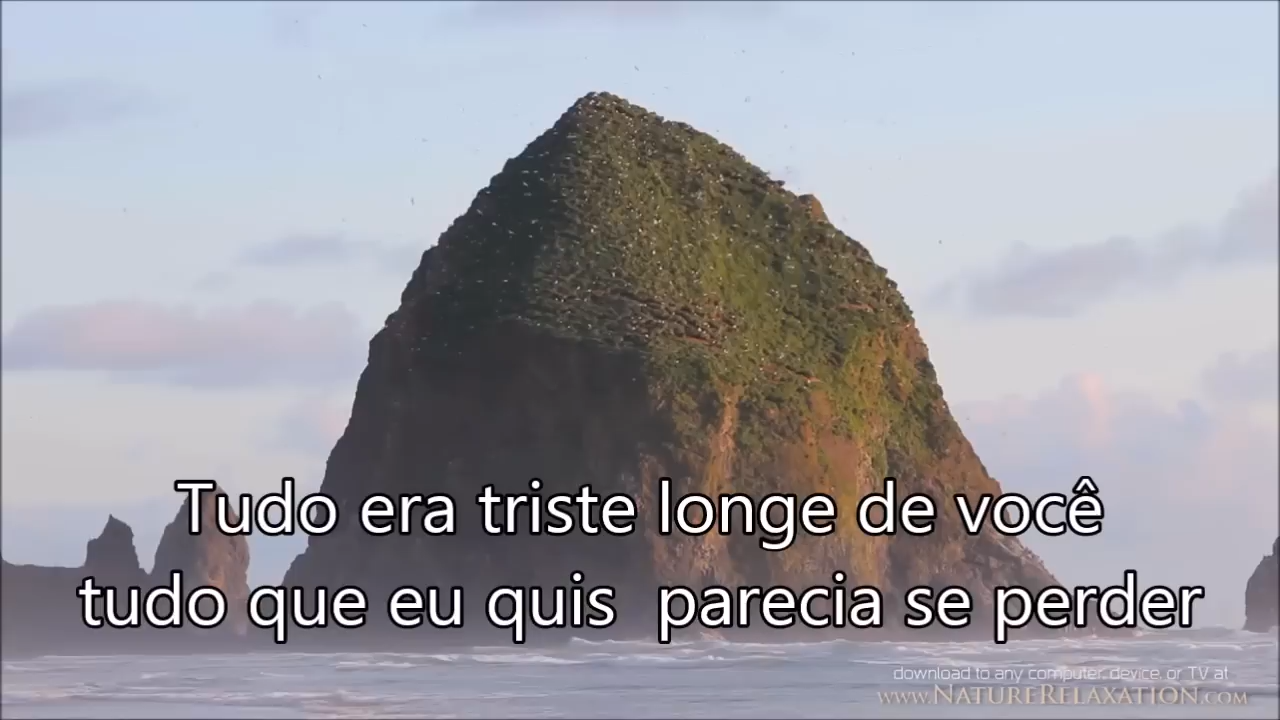 Tudo era triste longe de você
tudo que eu quis parecia se perder
download to any computer, device, or TV at
www.NatureRelaxation.com